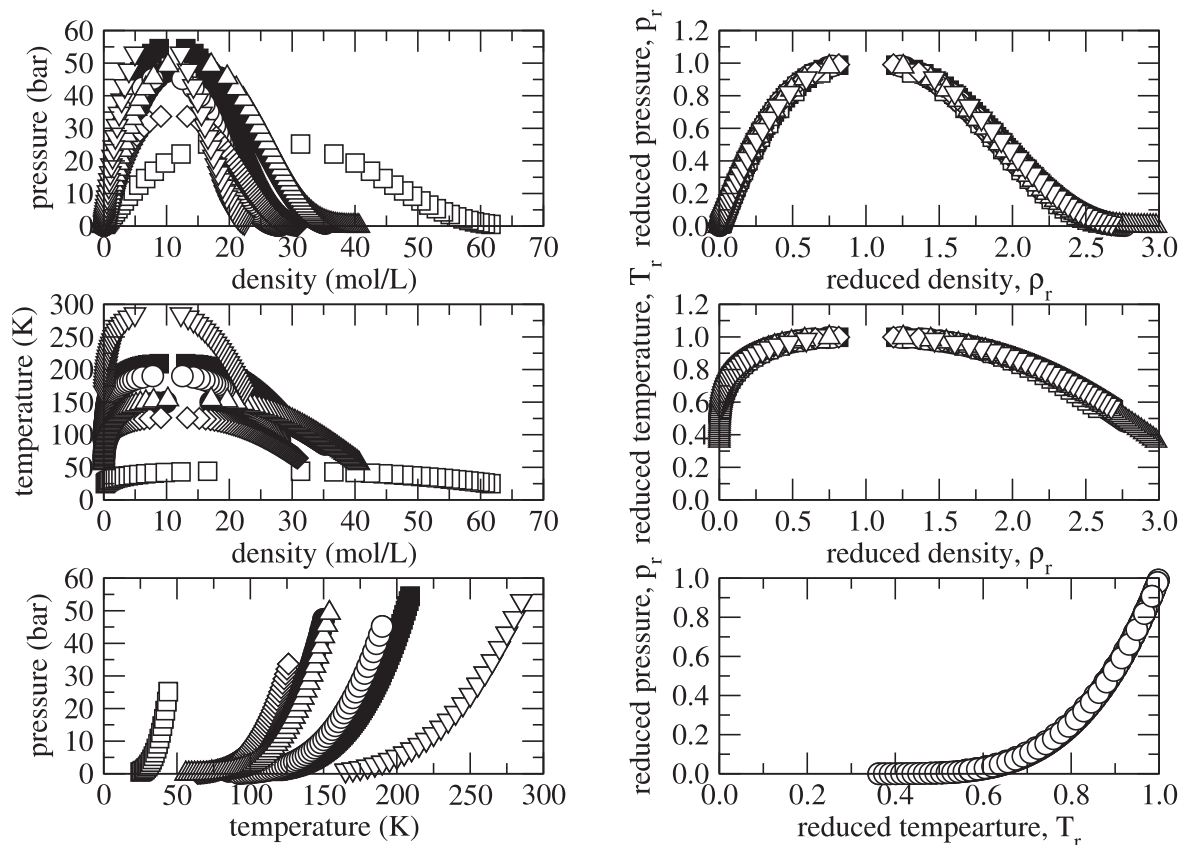 60
50
40
30
20
10
0
pressure (bar)
0 10 20 30 40 50 60 70
density (mol/L)
1.2
1.0
0.8
0.6
0.4
0.2
0.0
reduced pressure, pr
0.0 0.5 1.0 1.5 2.0 2.5 3.0
reduced density, ρr
300
250
200
150
100
50
0
temperature (K)
0 10 20 30 40 50 60 70
density (mol/L)
1.2
1.0
0.8
0.6
0.4
0.2
0.0
reduced temperature, Tr
0.0 0.5 1.0 1.5 2.0 2.5 3.0
reduced density, ρr
60
50
40
30
20
10
0
pressure (bar)
0 50 100 150 200 250 300
temperature (K)
1.0
0.8
0.6
0.4
0.2
0.0
reduced pressure, pr
0.0 0.2 0.4 0.6 0.8 1.0
reduced tempearture, Tr